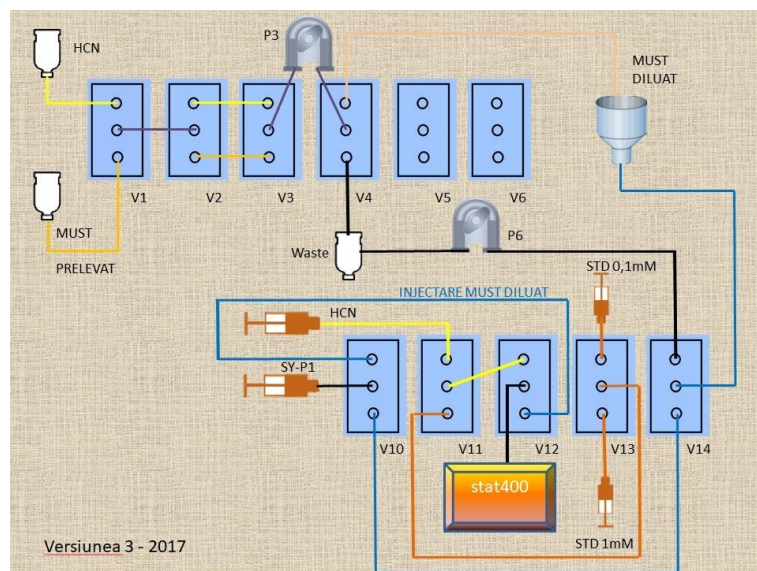 HCN
P3
MUST
DILUAT
V1
V2
V3
V4
V5
V6
MUST
PRELEVAT
Waste
P6
STD 0,1mM
INJECTARE MUST DILUAT
HCN
SY-P1
V10
V11
V12
V13
V14
stat400
STD 1mM
Versiunea 3 - 2017